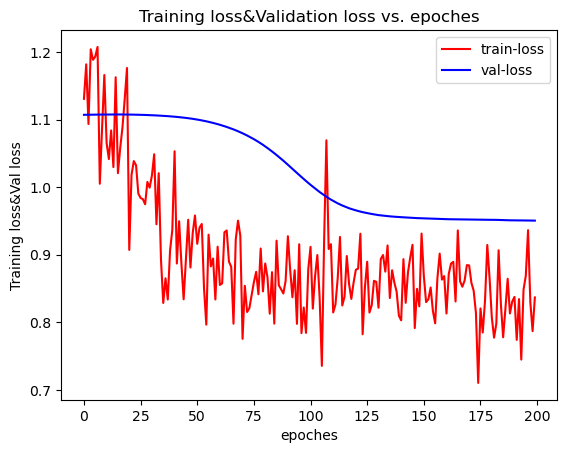 Training loss&Validation loss vs. epoches
train-loss
val-loss
Training loss&Val loss
1.2
1.1
1.0
0.9
0.8
0.7
0 25 50 75 100 125 150 175 200
epoches